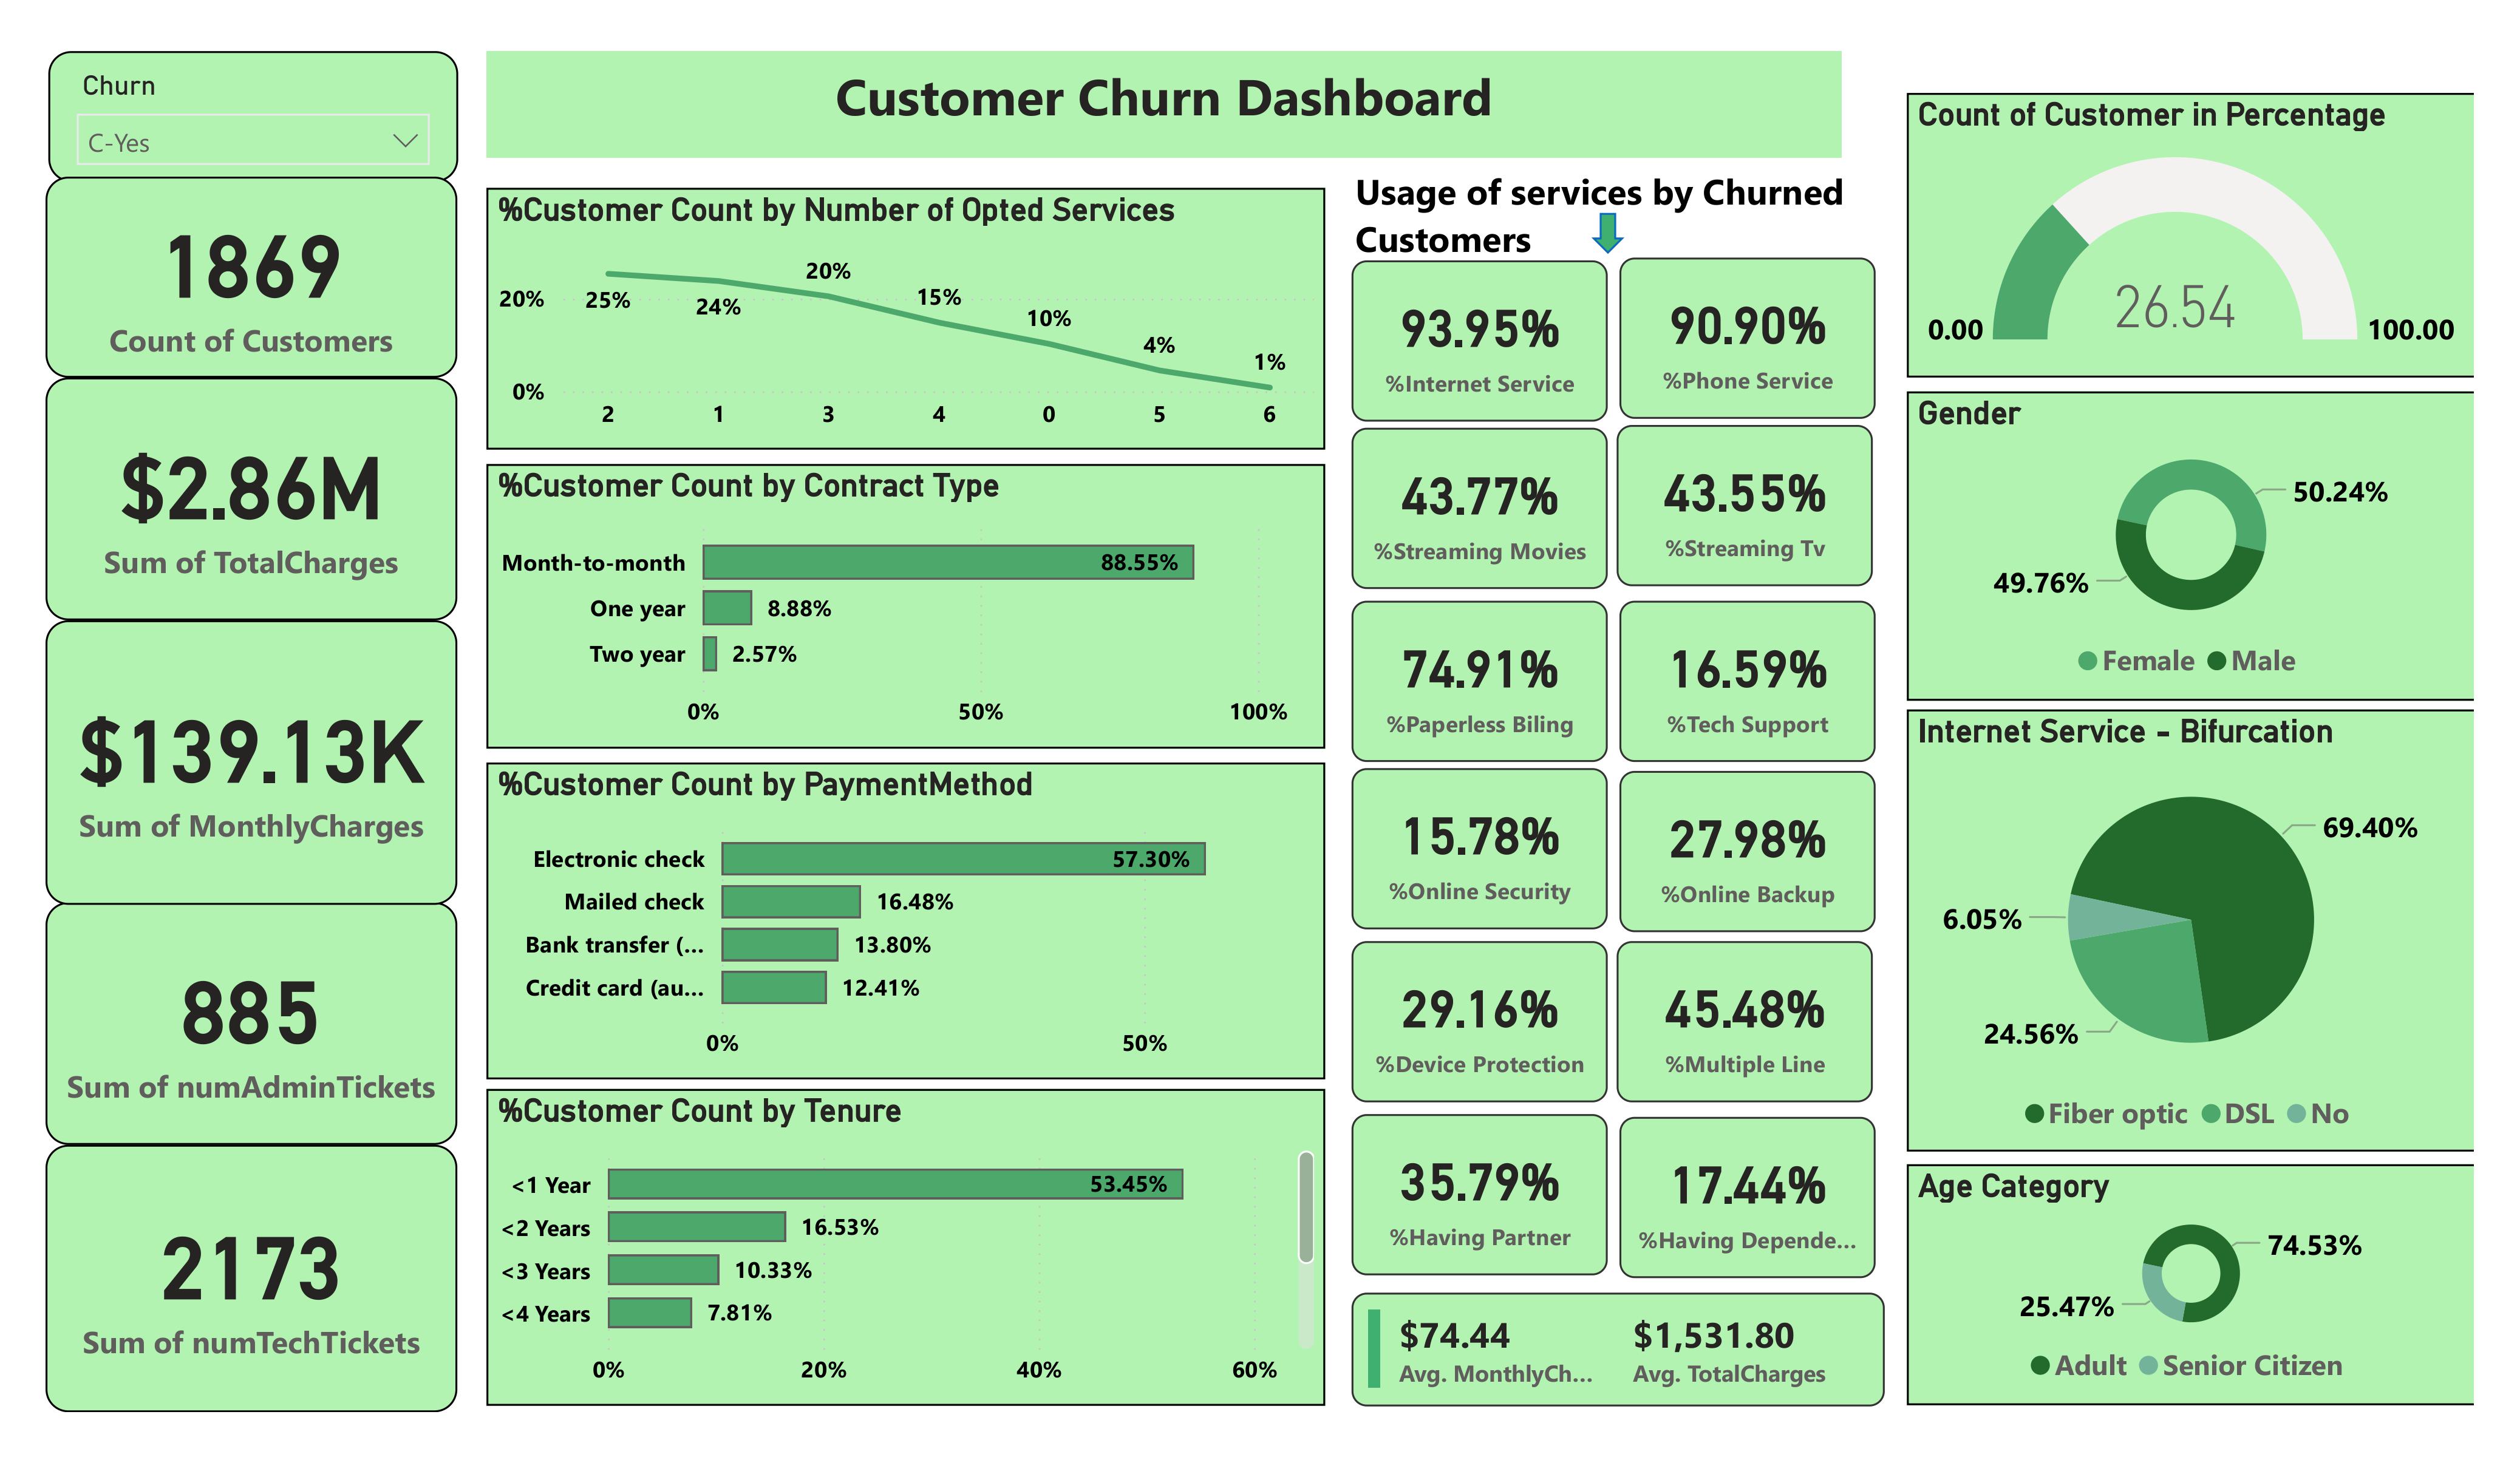 Churn
C-Yes
1869
Count of Customers
$2.86M
Sum of TotalCharges
$139.13K
Sum of MonthlyCharges
885
Sum of numAdminTickets
2173
Sum of numTechTickets
Customer Churn Dashboard
%Customer Count by Number of Opted Services
20%
0%
25%
24%
20%
15%
10%
4%
1%
2
1
3
4
0
5
6
%Customer Count by Contract Type
Month-to-month
88.55%
One year
8.88%
Two year
2.57%
0%
50%
100%
%Customer Count by PaymentMethod
Electronic check
57.30%
Mailed check
16.48%
Bank transfer (...
13.80%
Credit card (au...
12.41%
0%
50%
%Customer Count by Tenure
<1 Year
53.45%
<2 Years
16.53%
<3 Years
10.33%
<4 Years
7.81%
0%
20%
40%
60%
Usage of services by Churned
Customers
93.95%
%Internet Service
90.90%
%Phone Service
43.77%
%Streaming Movies
43.55%
%Streaming Tv
74.91%
%Paperless Biling
16.59%
%Tech Support
15.78%
%Online Security
27.98%
%Online Backup
29.16%
%Device Protection
45.48%
%Multiple Line
35.79%
%Having Partner
17.44%
%Having Depende...
$74.44
Avg. MonthlyCh...
$1,531.80
Avg. TotalCharges
Count of Customer in Percentage
26.54
0.00
100.00
Gender
50.24%
49.76%
Female
Male
Internet Service - Bifurcation
69.40%
6.05%
24.56%
Fiber optic
DSL
No
Age Category
74.53%
25.47%
Adult
Senior Citizen